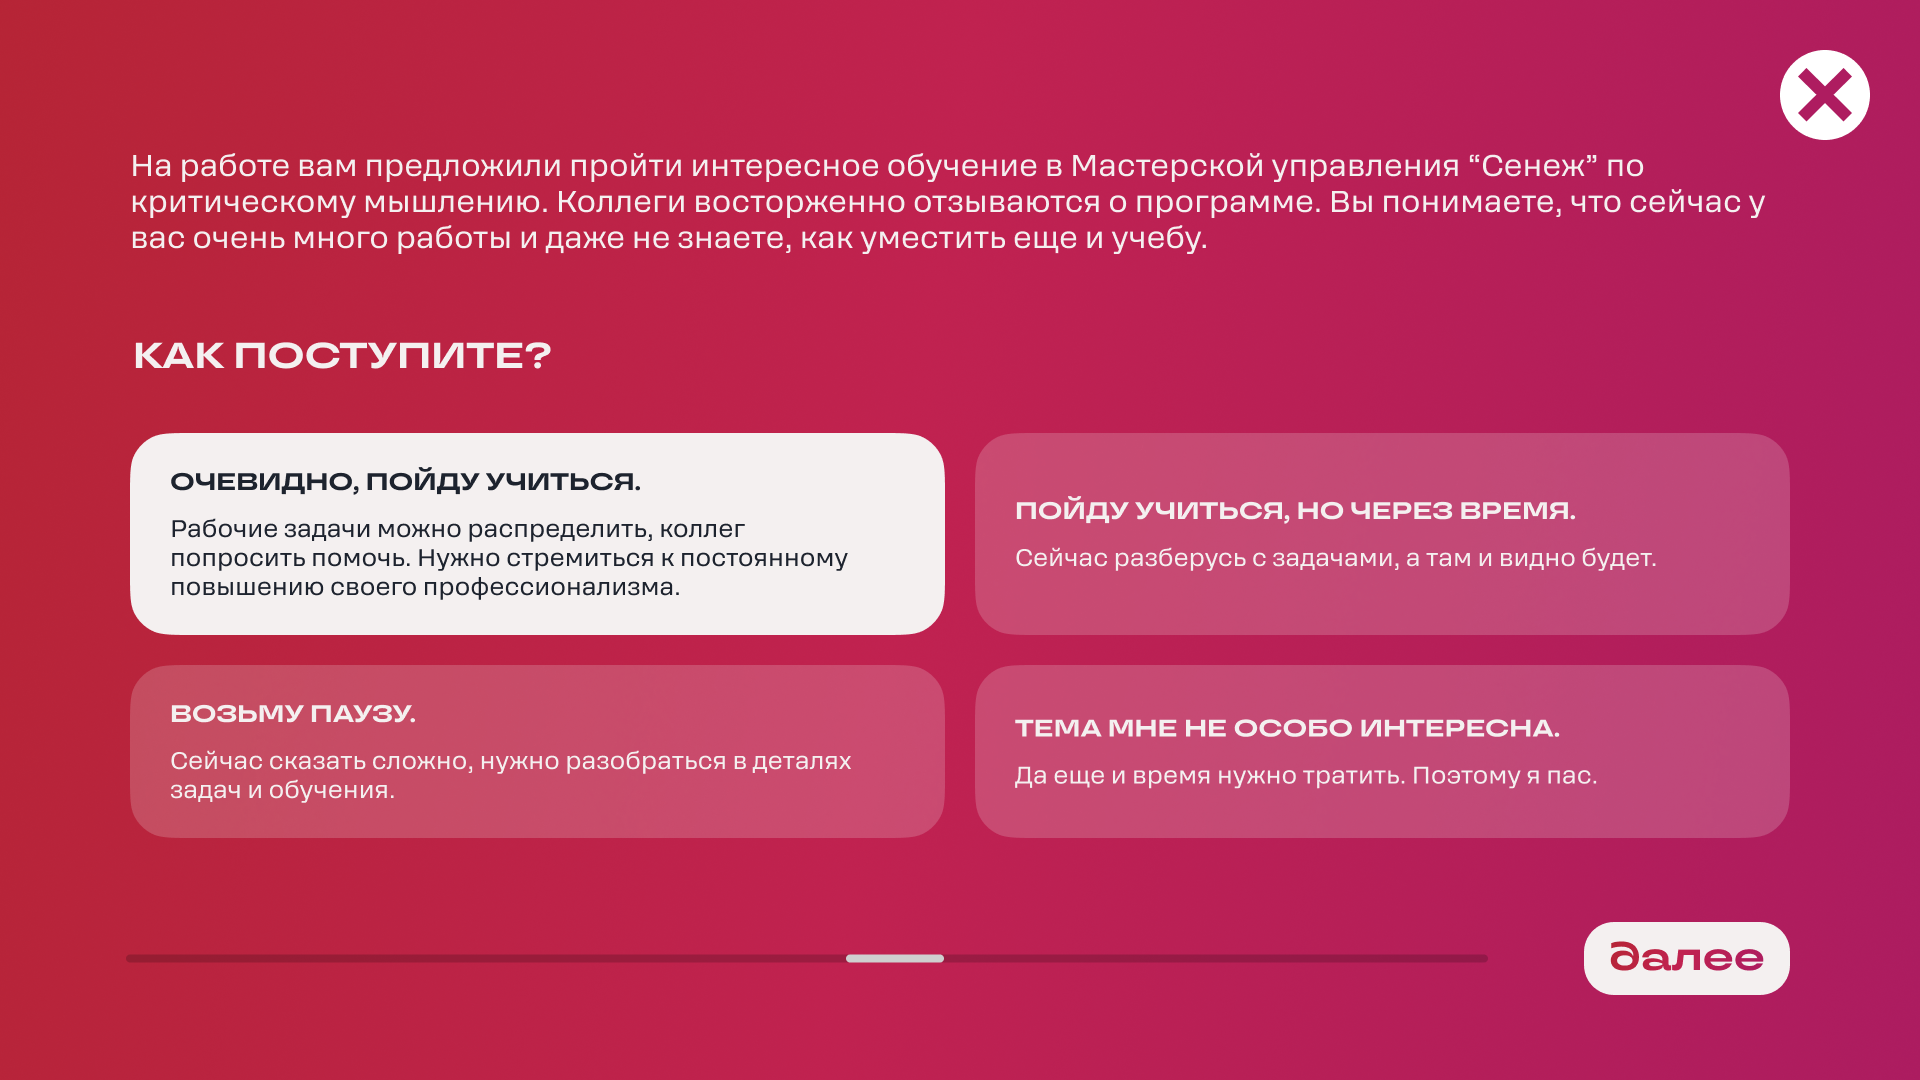 На работе вам предложили пройти интересное обучение в Мастерской управления “Сенеж” по
критическому мышлению. Коллеги восторженно отзываются о программе. Вы понимаете, что сейчас у
вас очень много работы и даже не знаете, как уместить еще и учебу.
КАК ПОСТУПИТЕ?
ОЧЕВИДНО, ПОЙДУ УЧИТЬСЯ.
Рабочие задачи можно распределить, коллег
попросить помочь. Нужно стремиться к постоянному
повышению своего профессионализма.
ПОЙДУ УЧИТЬСЯ, НО ЧЕРЕЗ ВРЕМЯ.
Сейчас разберусь с задачами, а там и видно будет.
ВОЗЬМУ ПАУЗУ.
Сейчас сказать сложно, нужно разобраться в деталях
задач и обучения.
ТЕМА МНЕ НЕ ОСОБО ИНТЕРЕСНА.
Да еще и время нужно тратить. Поэтому я пас.
далее